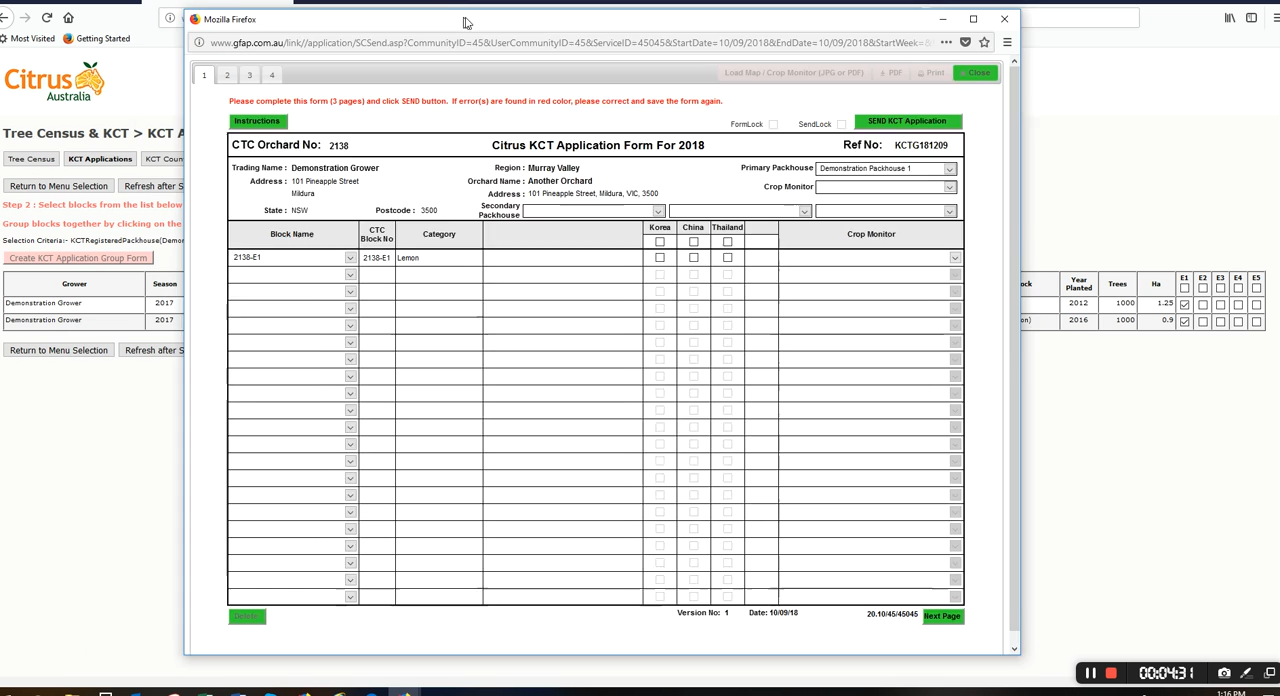 Mozilla Firefox
www.gfap.com.au/link//application/SCSend.asp?CommunityID=45&UserCommunityID=45&ServiceID=45045&StartDate=10/09/2018&EndDate=10/09/2018&StartWeek=
Most Visited Getting Started
1 2 3 4 Load Map / Crop Monitor (JPG or PDF) PDF Print Close
Citrus
Australia
Please complete this form (3 pages) and click SEND button. If error(s) are found in red color, please correct and save the form again.
Instructions FormLock SendLock SEND KCT Application
Tree Census & KCT > KCT A
CTC Orchard No: 2138 Citrus KCT Application Form For 2018 Ref No: KCTG181209
Tree Census KCT Applications KCT Coun
Trading Name : Demonstration Grower Region : Murray Valley Primary Packhouse Demonstration Packhouse 1
Address : 101 Pineapple Street Orchard Name : Another Orchard Crop Monitor
Mildura Address : 101 Pineapple Street, Mildura, VIC, 3500
Return to Menu Selection Refresh after S
Step 2 : Select blocks from the list below
State : NSW Postcode : 3500 Secondary Packhouse
Group blocks together by clicking on the
Block Name CTC Block No Category Korea China Thailand Crop Monitor
Selection Criteria:- KCTRegisteredPackhouse(Demon
Create KCT Application Group Form
2138-E1 2138-E1 Lemon
Grower Season ock Year Planted Trees Ha E1 E2 E3 E4 E5
Demonstration Grower 2017 2012 1000 1.25
Demonstration Grower 2017 on) 2016 1000 0.9
Return to Menu Selection Refresh after S
Delete Version No: 1 Date: 10/09/18 20.10/45/45045 Next Page
00:04:31
1:16 PM